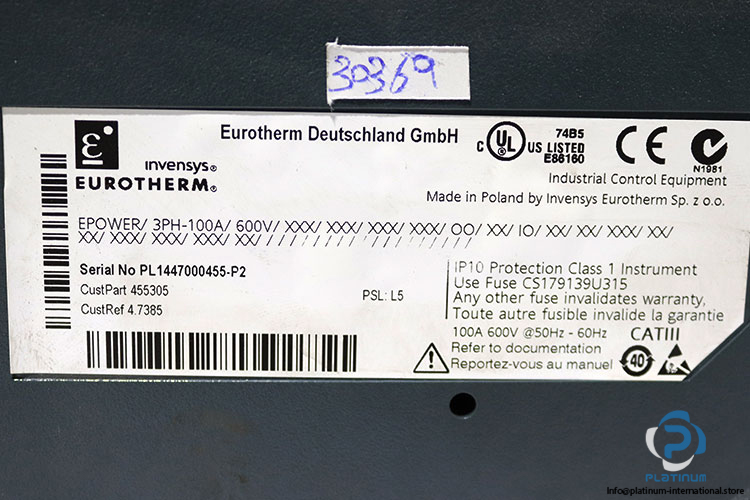 30369
Eurotherm Deutschland GmbH
invensys®
EUROTHERM®
C UL US LISTED
74B5
E86160
CE
N1981
Industrial Control Equipment
Made in Poland by Invensys Eurotherm Sp. z o.o.
EPOWER/ 3PH-100A/ 600V/ XXX/ XXX/ XXX/ XXX/ OO/ XX/ IO/ XX/ XX/ XXX/ XX/
XX/ XXX/ XXX/ XXX/ XX/////////////////////
Serial No PL1447000455-P2
CustPart 455305
PSL: L5
CustRef 4.7385
IP10 Protection Class 1 Instrument
Use Fuse CS179139U315
Any other fuse invalidates warranty,
Toute autre fusible invalide la garantie
100A 600V @50Hz - 60Hz
CATIII
Refer to documentation
Reportez-vous au manuel
40
PLATINUM
Info@platinum-international.store